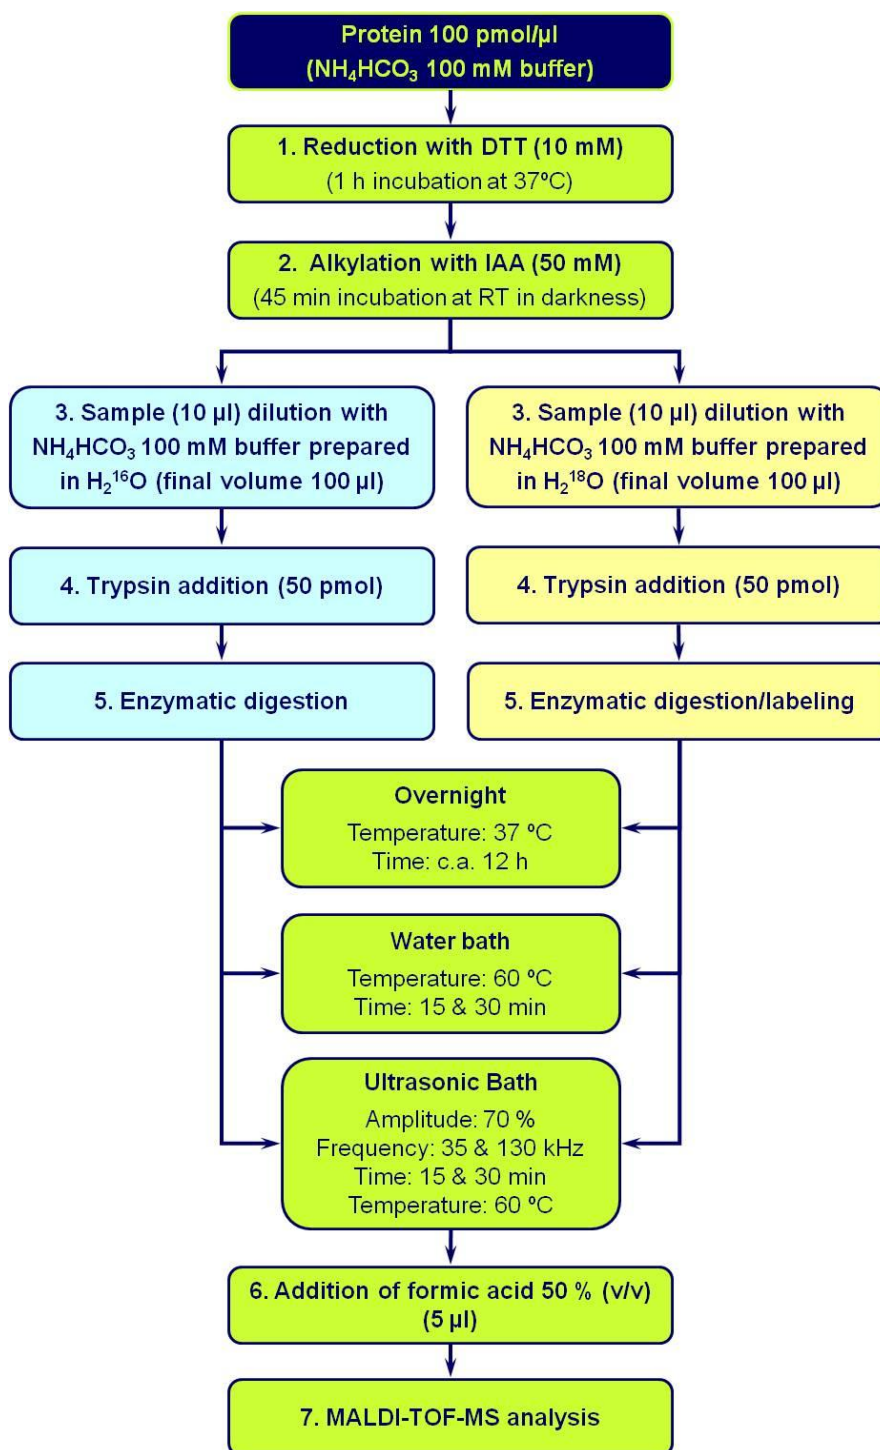 Protein 100 pmol/µl
(NH₄HCO₃ 100 mM buffer)
1. Reduction with DTT (10 mM)
(1 h incubation at 37ºC)
2. Alkylation with IAA (50 mM)
(45 min incubation at RT in darkness)
3. Sample (10 µl) dilution with
NH₄HCO₃ 100 mM buffer prepared
in H₂¹⁶O (final volume 100 µl)
3. Sample (10 µl) dilution with
NH₄HCO₃ 100 mM buffer prepared
in H₂¹⁸O (final volume 100 µl)
4. Trypsin addition (50 pmol)
4. Trypsin addition (50 pmol)
5. Enzymatic digestion
5. Enzymatic digestion/labeling
Overnight
Temperature: 37 ºC
Time: c.a. 12 h
Water bath
Temperature: 60 ºC
Time: 15 & 30 min
Ultrasonic Bath
Amplitude: 70 %
Frequency: 35 & 130 kHz
Time: 15 & 30 min
Temperature: 60 ºC
6. Addition of formic acid 50 % (v/v)
(5 µl)
7. MALDI-TOF-MS analysis